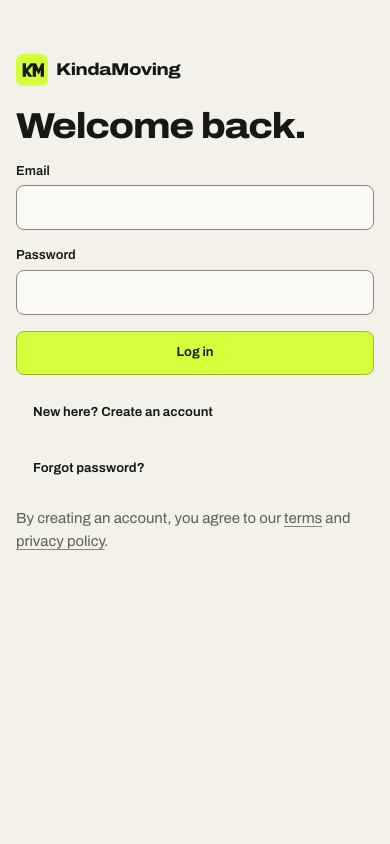 KM KindaMoving
Welcome back.
Email
Password
Log in
New here? Create an account
Forgot password?
By creating an account, you agree to our terms and
privacy policy.